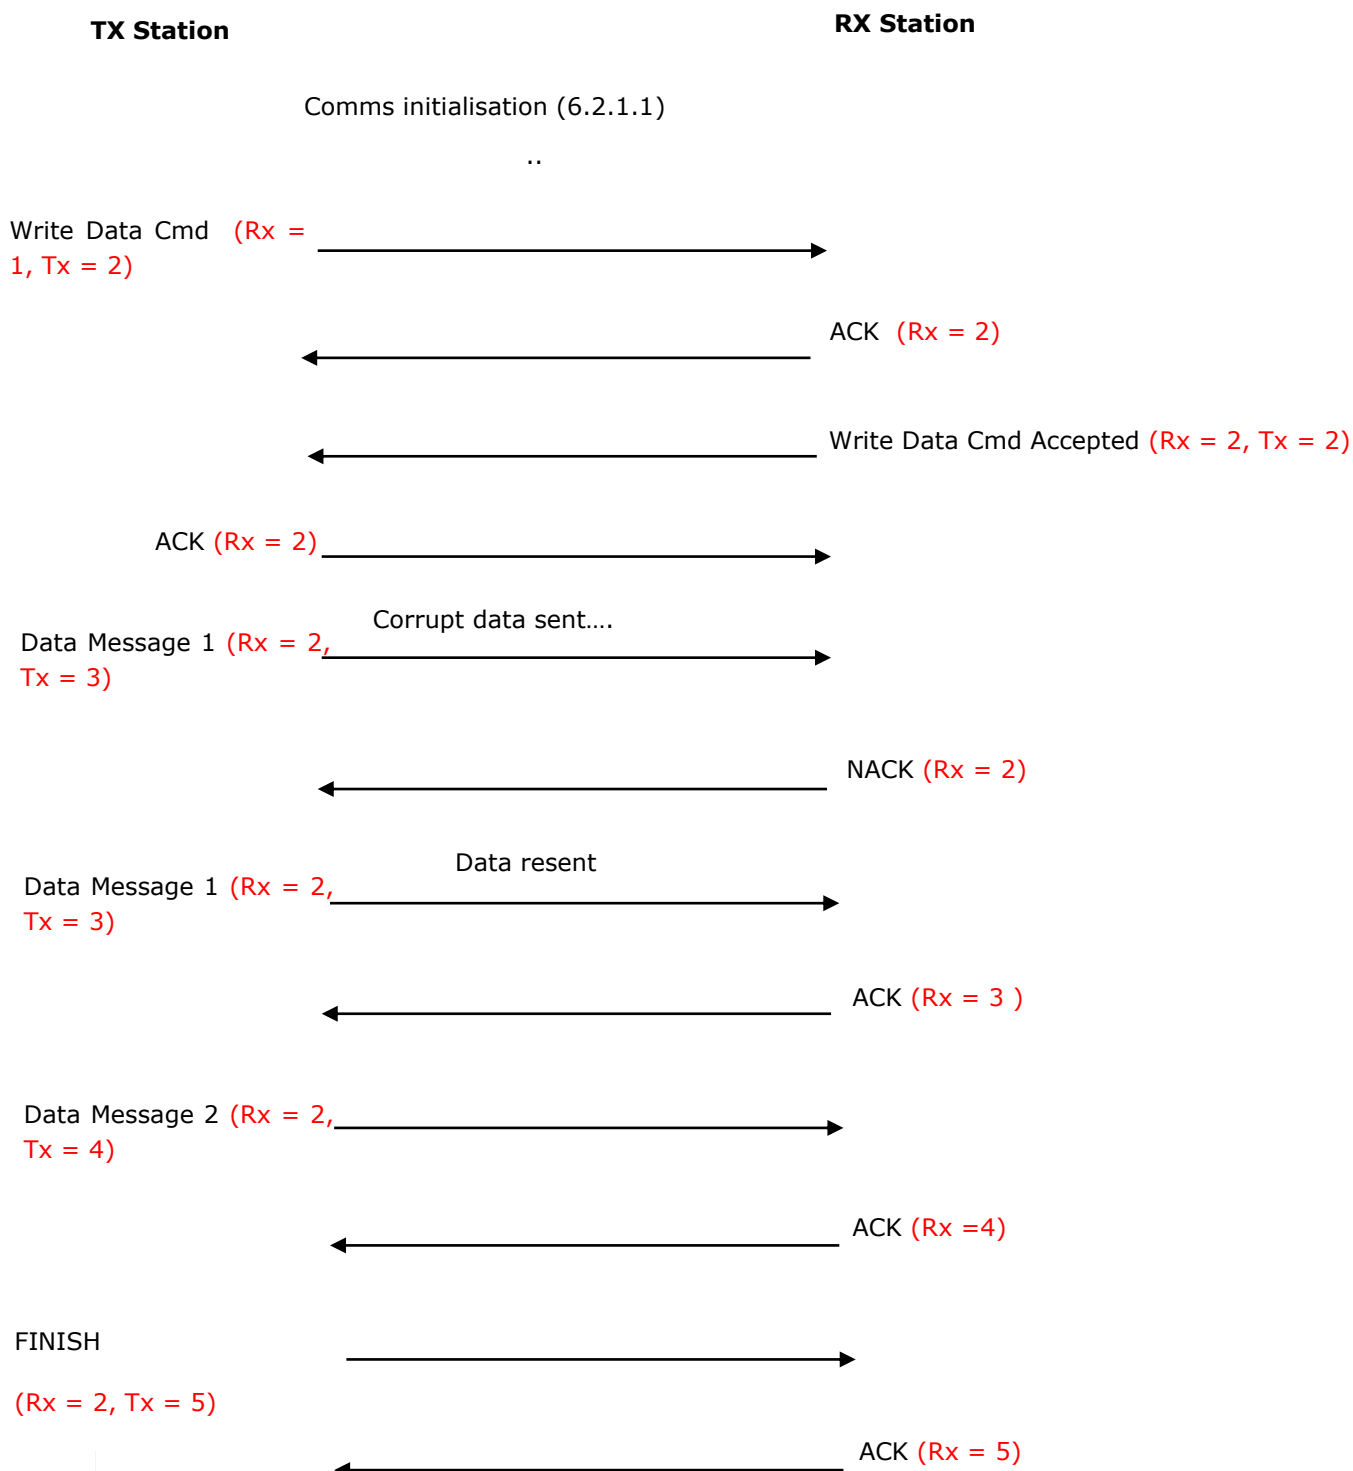 TX Station
RX Station
Comms initialisation (6.2.1.1)
..
Write Data Cmd (Rx =
1, Tx = 2)
ACK (Rx = 2)
Write Data Cmd Accepted (Rx = 2, Tx = 2)
ACK (Rx = 2)
Corrupt data sent....
Data Message 1 (Rx = 2,
Tx = 3)
NACK (Rx = 2)
Data resent
Data Message 1 (Rx = 2,
Tx = 3)
ACK (Rx = 3 )
Data Message 2 (Rx = 2,
Tx = 4)
ACK (Rx =4)
FINISH
(Rx = 2, Tx = 5)
ACK (Rx = 5)